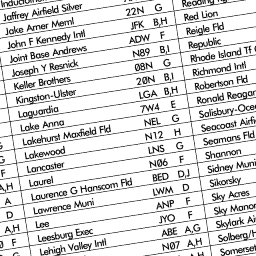 Jaffrey Airfield Silver
Jake Arner Meml 22N G
John F Kennedy Intl JFK B,H
Joint Base Andrews ADW F
Joseph Y Resnick N89 B,I
Keller Brothers 08N G
Kingston-Ulster 20N B,I
Laguardia LGA B,H
Lake Anna 7W4 E
Lakehurst Maxfield Fld NEL G
Lakewood N12 H
Lancaster LNS G
Laurel N06 F
Laurence G Hanscom Fld BED D,J
Lawrence Muni LWM D
Lee ANP F
Leesburg Exec JYO F
Lehigh Valley Intl ABE A,G
N07 A,H
Red Lion
Reigle Fld
Republic
Rhode Island TF
Richmond Intl
Robertson Fld
Ronald Reagan
Salisbury-Oce
Seacoast Airfi
Seamans Fld
Shannon
Sidney Muni
Sikorsky
Sky Acres
Sky Manor
Skylark Air
Solberg/H
Somerset